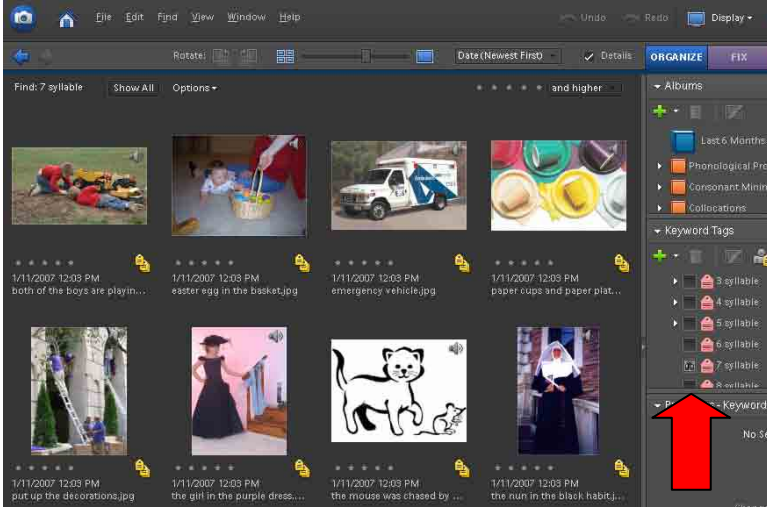 File Edit Find View Window Help Undo Redo Display
Rotate: Date (Newest First) Details ORGANIZE FIX
Find: 7 syllable Show All Options and higher
Albums
Last 6 Months
Phonological Pro
Consonant Minim
Collocations
Keyword Tags
3 syllable
4 syllable
5 syllable
6 syllable
7 syllable
8 syllable
- Keyword
No Se
1/11/2007 12:03 PM
both of the boys are playin...
1/11/2007 12:03 PM
easter egg in the basket.jpg
1/11/2007 12:03 PM
emergency vehicle.jpg
1/11/2007 12:03 PM
paper cups and paper plat...
1/11/2007 12:03 PM
put up the decorations.jpg
1/11/2007 12:03 PM
the girl in the purple dress....
1/11/2007 12:03 PM
the mouse was chased by ...
1/11/2007 12:03 PM
the nun in the black habit.j...